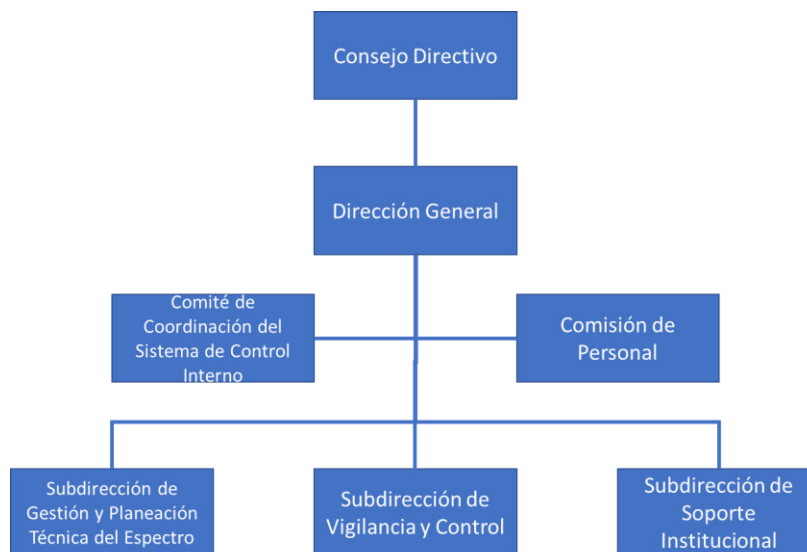 Consejo Directivo
Dirección General
Comité de
Coordinación del
Sistema de Control
Interno
Comisión de
Personal
Subdirección de
Gestión y Planeación
Técnica del Espectro
Subdirección de
Vigilancia y Control
Subdirección de
Soporte
Institucional